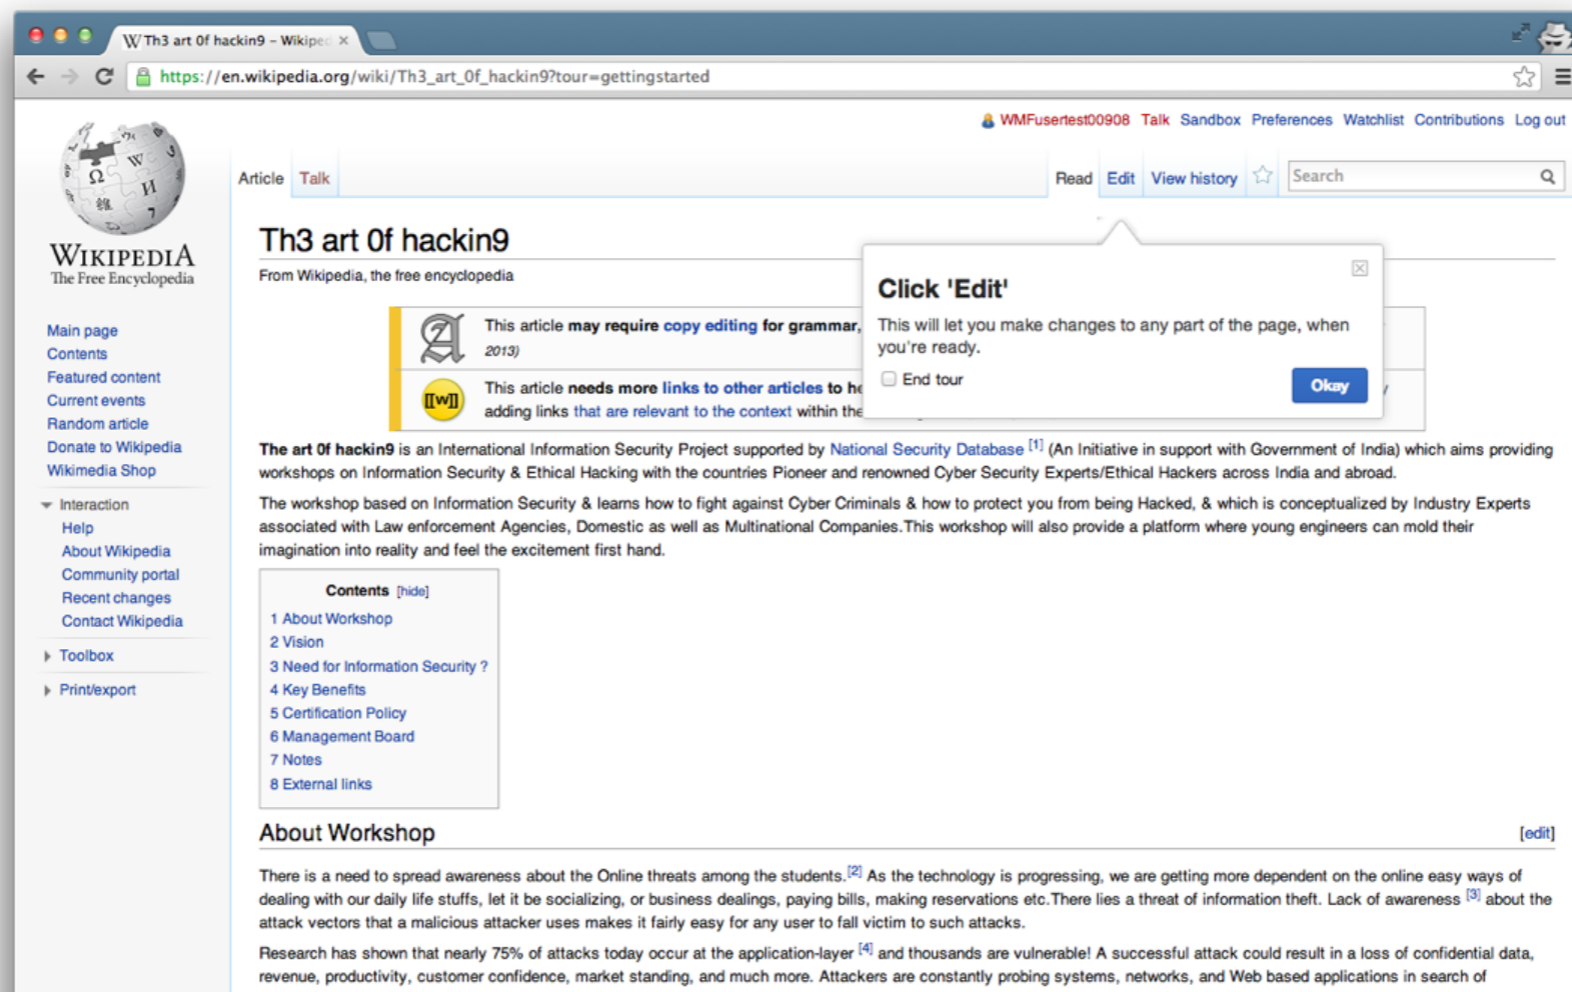 Th3 art 0f hackin9 – Wikiped
https://en.wikipedia.org/wiki/Th3_art_0f_hackin9?tour=gettingstarted
WMFusertest00908 Talk Sandbox Preferences Watchlist Contributions Log out
Article Talk Read Edit View history Search
WIKIPEDIA
The Free Encyclopedia
Main page
Contents
Featured content
Current events
Random article
Donate to Wikipedia
Wikimedia Shop
Interaction
Help
About Wikipedia
Community portal
Recent changes
Contact Wikipedia
Toolbox
Print/export
Th3 art 0f hackin9
From Wikipedia, the free encyclopedia
This article may require copy editing for grammar,
2013)
[[w]]
This article needs more links to other articles to he
adding links that are relevant to the context within the
Click 'Edit'
This will let you make changes to any part of the page, when
you're ready.
End tour
Okay
The art 0f hackin9 is an International Information Security Project supported by National Security Database [1] (An Initiative in support with Government of India) which aims providing
workshops on Information Security & Ethical Hacking with the countries Pioneer and renowned Cyber Security Experts/Ethical Hackers across India and abroad.
The workshop based on Information Security & learns how to fight against Cyber Criminals & how to protect you from being Hacked, & which is conceptualized by Industry Experts
associated with Law enforcement Agencies, Domestic as well as Multinational Companies.This workshop will also provide a platform where young engineers can mold their
imagination into reality and feel the excitement first hand.
Contents [hide]
1 About Workshop
2 Vision
3 Need for Information Security ?
4 Key Benefits
5 Certification Policy
6 Management Board
7 Notes
8 External links
About Workshop [edit]
There is a need to spread awareness about the Online threats among the students.[2] As the technology is progressing, we are getting more dependent on the online easy ways of
dealing with our daily life stuffs, let it be socializing, or business dealings, paying bills, making reservations etc.There lies a threat of information theft. Lack of awareness [3] about the
attack vectors that a malicious attacker uses makes it fairly easy for any user to fall victim to such attacks.
Research has shown that nearly 75% of attacks today occur at the application-layer [4] and thousands are vulnerable! A successful attack could result in a loss of confidential data,
revenue, productivity, customer confidence, market standing, and much more. Attackers are constantly probing systems, networks, and Web based applications in search of